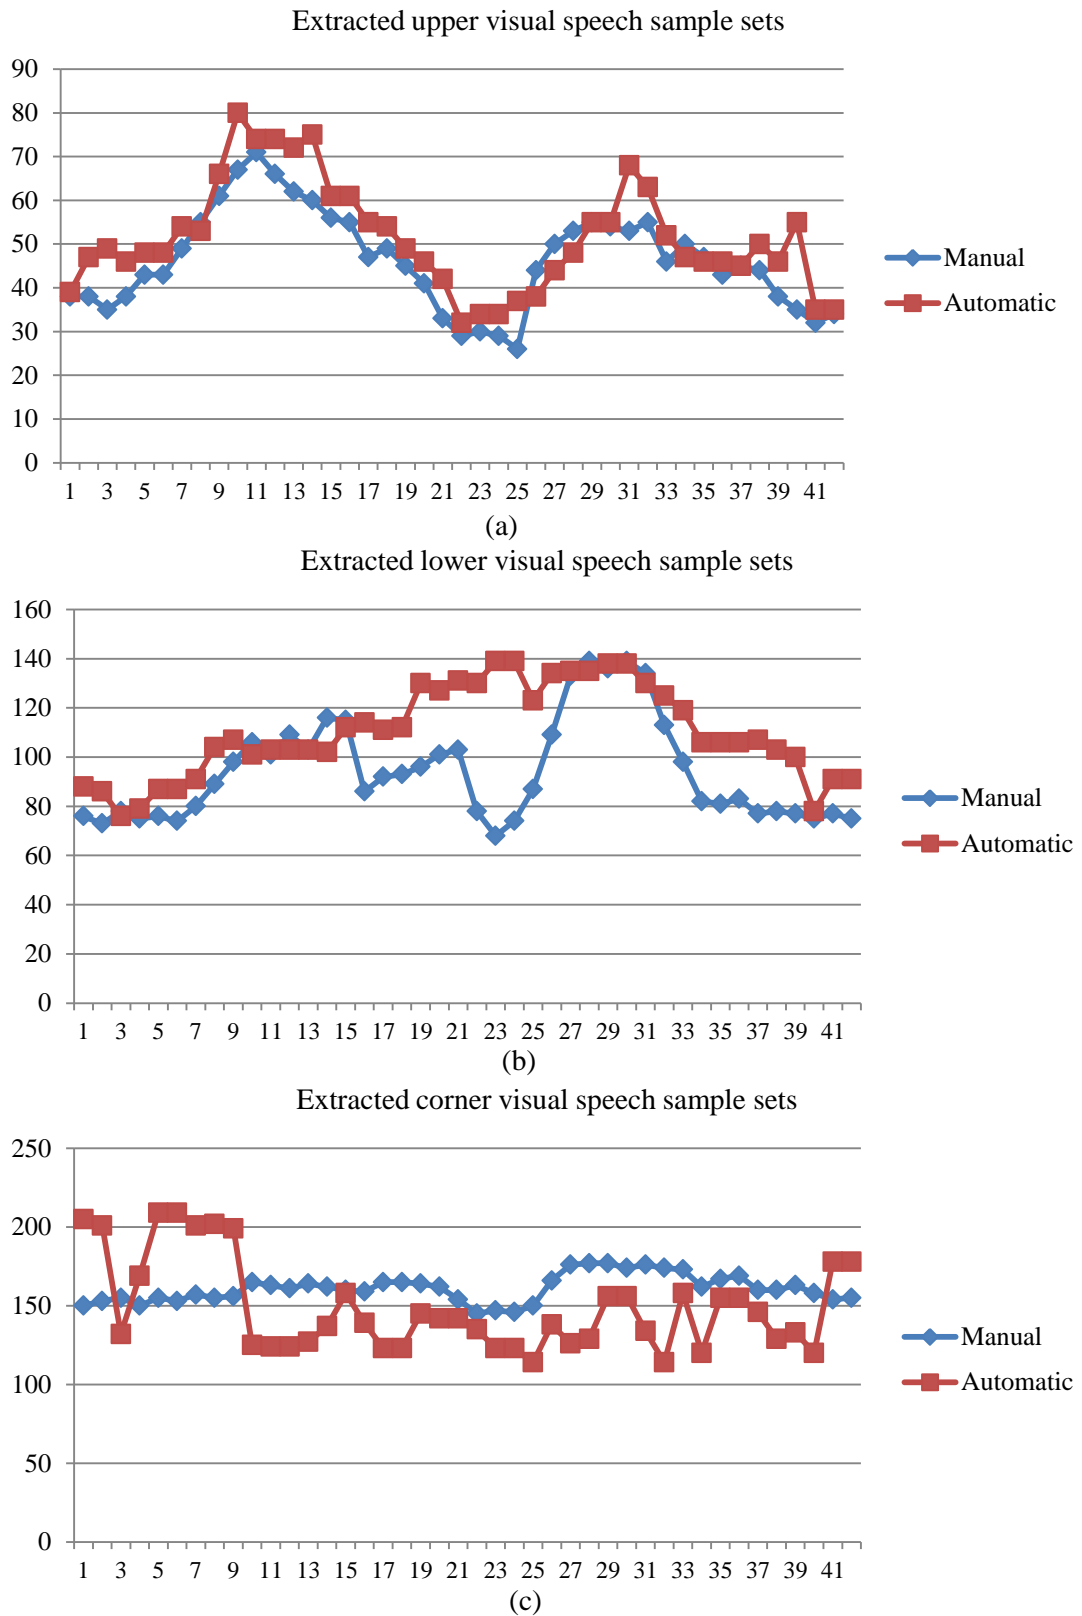 Extracted upper visual speech sample sets
90
80
70
60
50
40
30
20
10
0
1 3 5 7 9 11 13 15 17 19 21 23 25 27 29 31 33 35 37 39 41
Manual
Automatic
(a)
Extracted lower visual speech sample sets
160
140
120
100
80
60
40
20
0
1 3 5 7 9 11 13 15 17 19 21 23 25 27 29 31 33 35 37 39 41
Manual
Automatic
(b)
Extracted corner visual speech sample sets
250
200
150
100
50
0
1 3 5 7 9 11 13 15 17 19 21 23 25 27 29 31 33 35 37 39 41
Manual
Automatic
(c)